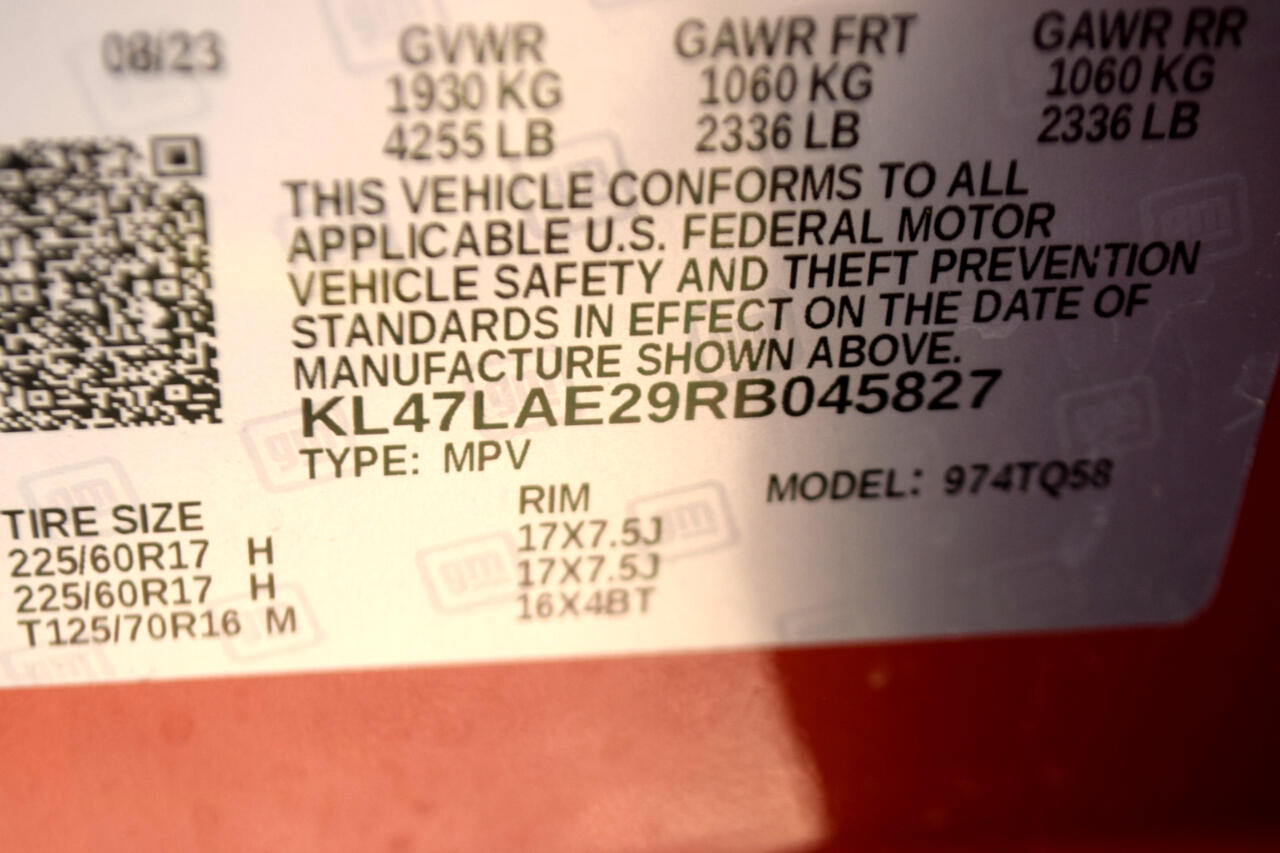 08/23 GVWR GAWR FRT GAWR RR
1930 KG 1060 KG 1060 KG
4255 LB 2336 LB 2336 LB
THIS VEHICLE CONFORMS TO ALL
APPLICABLE U.S. FEDERAL MOTOR
VEHICLE SAFETY AND THEFT PREVENTION
STANDARDS IN EFFECT ON THE DATE OF
MANUFACTURE SHOWN ABOVE.
KL47LAE29RB045827
TYPE: MPV
MODEL: 974TQ58
TIRE SIZE RIM
225/60R17 H 17X7.5J
225/60R17 H 17X7.5J
T125/70R16 M 16X4BT